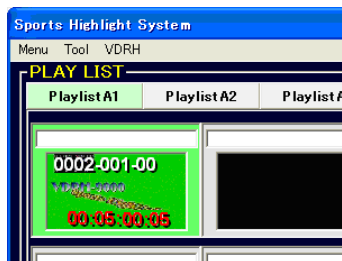 Sports Highlight System
Menu Tool VDRH
PLAY LIST
Playlist A1 Playlist A2 Playlist
0002-001-00
00:05:00:05